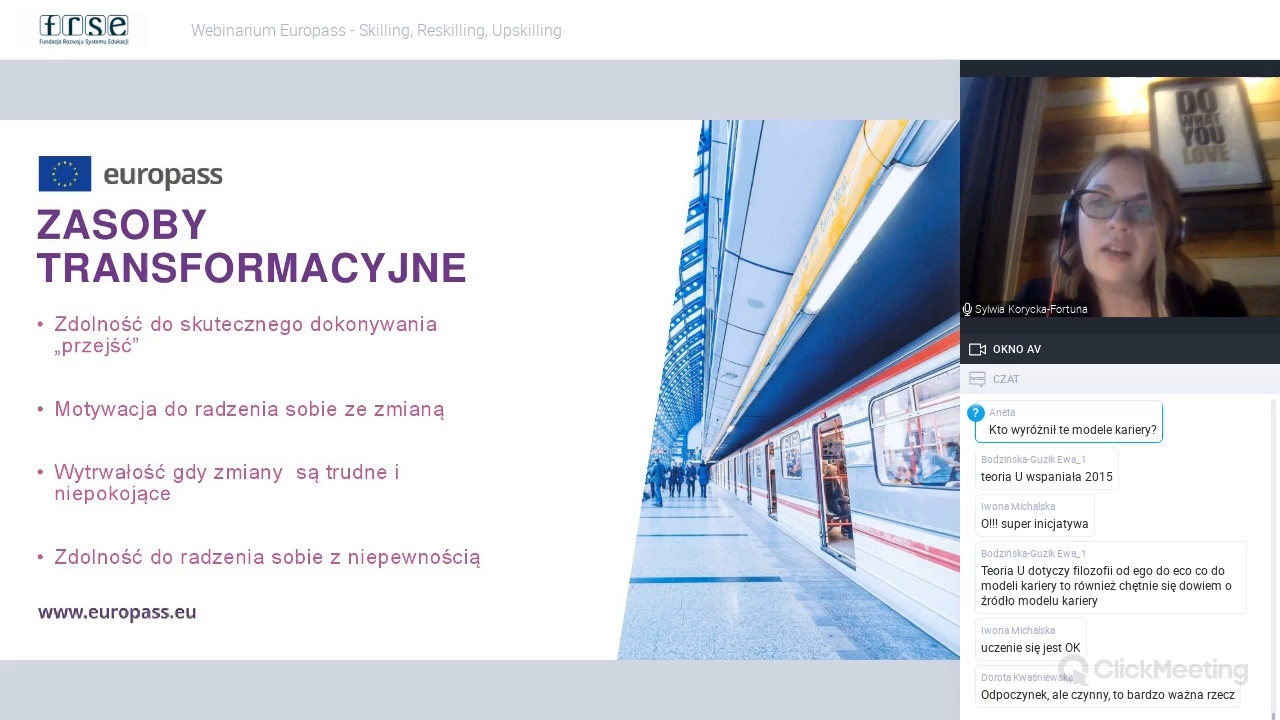 frse
Fundacja Rozwoju Systemu Edukacji
Webinarium Europass - Skilling, Reskilling, Upskilling
europass
ZASOBY
TRANSFORMACYJNE
• Zdolność do skutecznego dokonywania
„przejść”
• Motywacja do radzenia sobie ze zmianą
• Wytrwałość gdy zmiany są trudne i
niepokojące
• Zdolność do radzenia sobie z niepewnością
www.europass.eu
DO
WHAT
YOU
LOVE
Sylwia Korycka-Fortuna
OKNO AV
CZAT
?
Aneta
Kto wyróżnił te modele kariery?
Bodzińska-Guzik Ewa_1
teoria U wspaniała 2015
Iwona Michalska
O!!! super inicjatywa
Bodzińska-Guzik Ewa_1
Teoria U dotyczy filozofii od ego do eco co do
modeli kariery to również chętnie się dowiem o
źródło modelu kariery
Iwona Michalska
uczenie się jest OK
ClickMeeting
Dorota Kwaśniewska
Odpoczynek, ale czynny, to bardzo ważna rzecz